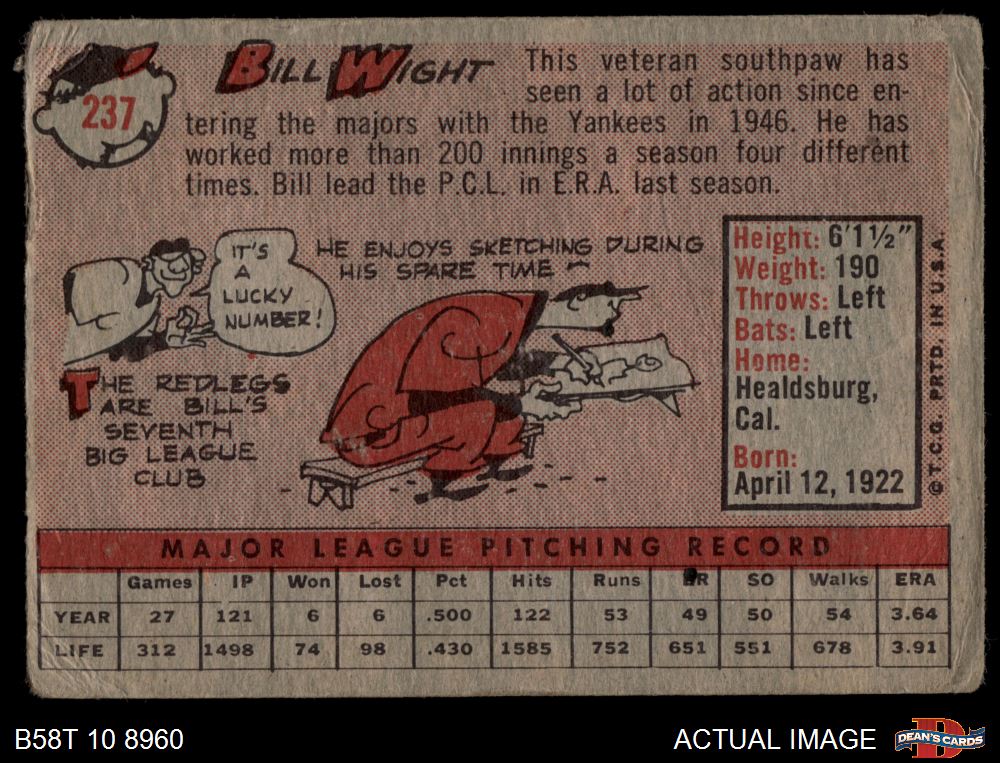 237
BILL WIGHT
This veteran southpaw has
seen a lot of action since en-
tering the majors with the Yankees in 1946. He has
worked more than 200 innings a season four different
times. Bill lead the P.C.L. in E.R.A. last season.
IT'S
A
LUCKY
NUMBER!
THE REDLEGS
ARE BILL'S
SEVENTH
BIG LEAGUE
CLUB
HE ENJOYS SKETCHING DURING
HIS SPARE TIME
Height: 6'1½"
Weight: 190
Throws: Left
Bats: Left
Home:
Healdsburg,
Cal.
Born:
April 12, 1922
© T.C.G. PRTD. IN U.S.A.
MAJOR LEAGUE PITCHING RECORD
Games IP Won Lost Pct Hits Runs ER SO Walks ERA
YEAR 27 121 6 6 .500 122 53 49 50 54 3.64
LIFE 312 1498 74 98 .430 1585 752 651 551 678 3.91
B58T 10 8960
ACTUAL IMAGE
DEAN'S CARDS